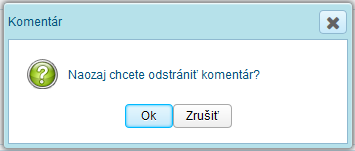 Komentár
Naozaj chcete odstrániť komentár?
Ok
Zrušiť